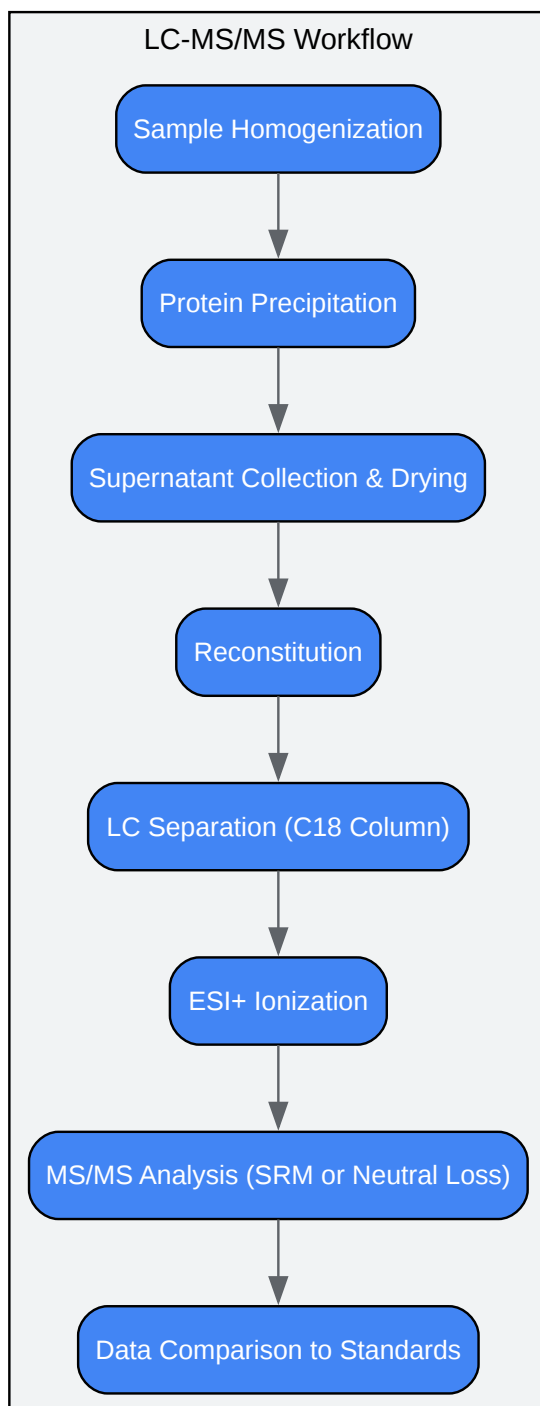 LC-MS/MS Workflow
Sample Homogenization
Protein Precipitation
Supernatant Collection & Drying
Reconstitution
LC Separation (C18 Column)
ESI+ Ionization
MS/MS Analysis (SRM or Neutral Loss)
Data Comparison to Standards